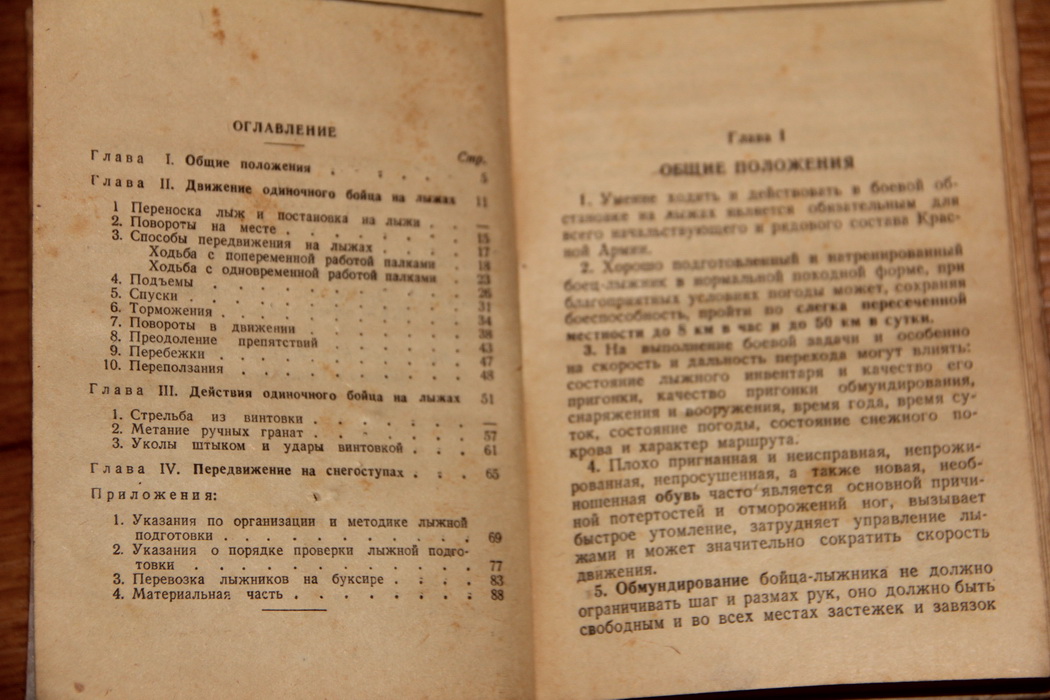 ОГЛАВЛЕНИЕ
Стр.
Глава I. Общие положения . . . . . 5
Глава II. Движение одиночного бойца на лыжах 11
1 Переноска лыж и постановка на лыжи . . —
2. Повороты на месте . . . . . . . 15
3. Способы передвижения на лыжах . . . . 17
Ходьба с попеременной работой палками . 18
Ходьба с одновременной работой палками . 23
4. Подъемы . . . . . . . . 26
5. Спуски . . . . . . . . 31
6. Торможения . . . . . . . . 34
7. Повороты в движении . . . . . 38
8. Преодоление препятствий . . . . 43
9. Перебежки . . . . . . . . 47
10. Переползания . . . . . . . 48
Глава III. Действия одиночного бойца на лыжах 51
1. Стрельба из винтовки . . . . . . —
2. Метание ручных гранат . . . . . . 57
3. Уколы штыком и удары винтовкой . . . 61
Глава IV. Передвижение на снегоступах . . . 65
Приложения:
1. Указания по организации и методике лыжной
подготовки . . . . . . . . . . 69
2. Указания о порядке проверки лыжной подго-
товки . . . . . . . . . . . 77
3. Перевозка лыжников на буксире . . . . 83
4. Материальная часть . . . . . . . 88
Глава I
ОБЩИЕ ПОЛОЖЕНИЯ
1. Умение ходить и действовать в боевой об-
становке на лыжах является обязательным для
всего начальствующего и рядового состава Крас-
ной Армии.
2. Хорошо подготовленный и натренированный
боец-лыжник в нормальной походной форме, при
благоприятных условиях погоды может, сохраняя
боеспособность, пройти по слегка пересеченной
местности до 8 км в час и до 50 км в сутки.
3. На выполнение боевой задачи и особенно
на скорость и дальность перехода могут влиять:
состояние лыжного инвентаря и качество его
пригонки, качество пригонки обмундирования,
снаряжения и вооружения, время года, время су-
ток, состояние погоды, состояние снежного по-
крова и характер маршрута.
4. Плохо пригнанная и неисправная, непрожи-
рованная, непросушенная, а также новая, необ-
ношенная обувь часто является основной причи-
ной потертостей и отморожений ног, вызывает
быстрое утомление, затрудняет управление лы-
жами и может значительно сократить скорость
движения.
5. Обмундирование бойца-лыжника не должно
ограничивать шаг и размах рук, оно должно быть
свободным и во всех местах застежек и завязок